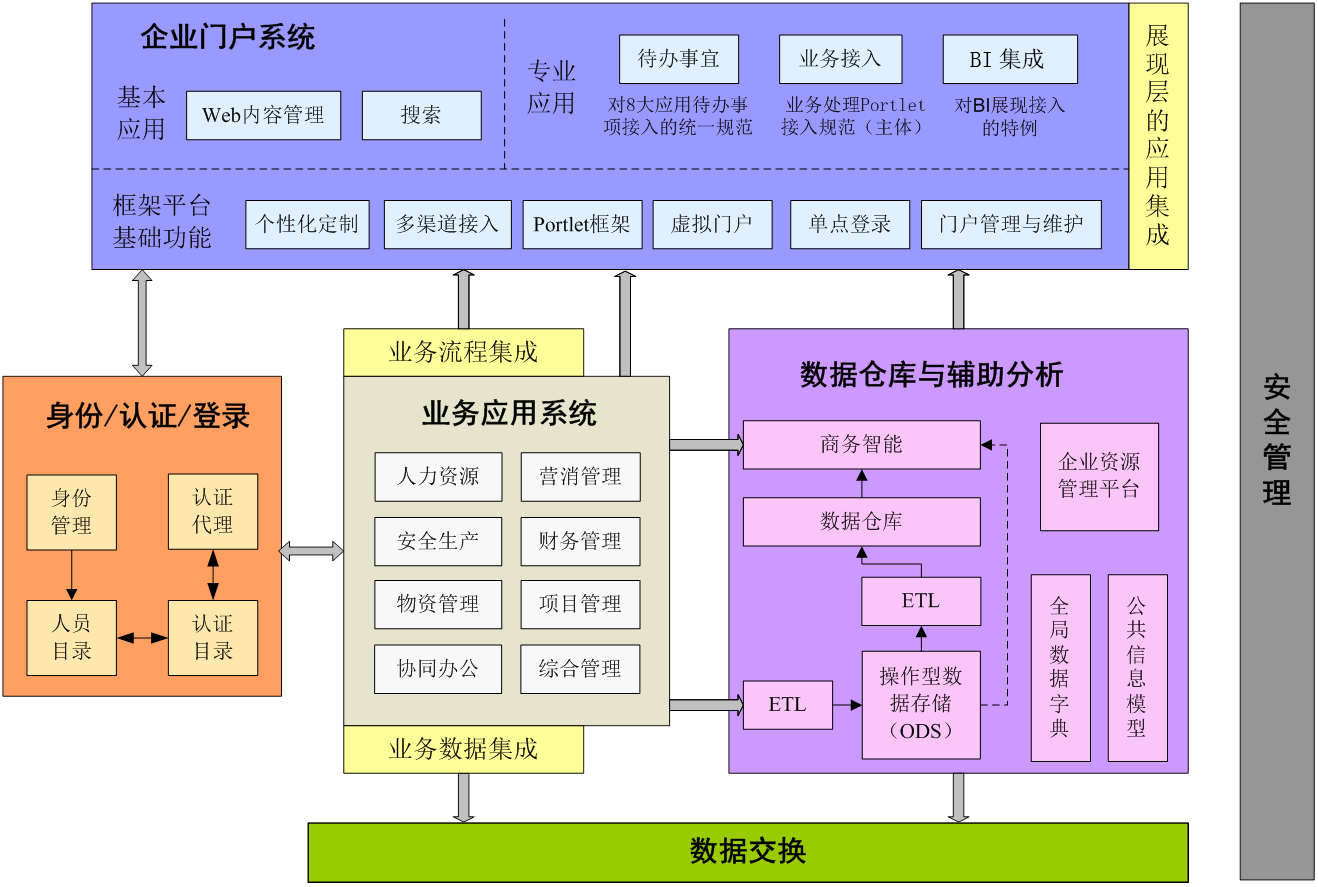 企业门户系统
基本
应用
Web内容管理
搜索
专业
应用
待办事宜
业务接入
BI 集成
对8大应用待办事
项接入的统一规范
业务处理Portlet
接入规范（主体）
对BI展现接入
的特例
框架平台
基础功能
个性化定制
多渠道接入
Portlet框架
虚拟门户
单点登录
门户管理与维护
展现层的应用集成
业务流程集成
身份/认证/登录
身份
管理
认证
代理
人员
目录
认证
目录
业务应用系统
人力资源
营消管理
安全生产
财务管理
物资管理
项目管理
协同办公
综合管理
业务数据集成
数据仓库与辅助分析
商务智能
数据仓库
ETL
ETL
操作型数
据存储
（ODS）
企业资源
管理平台
全局数据字典
公共信息模型
数据交换
安全管理